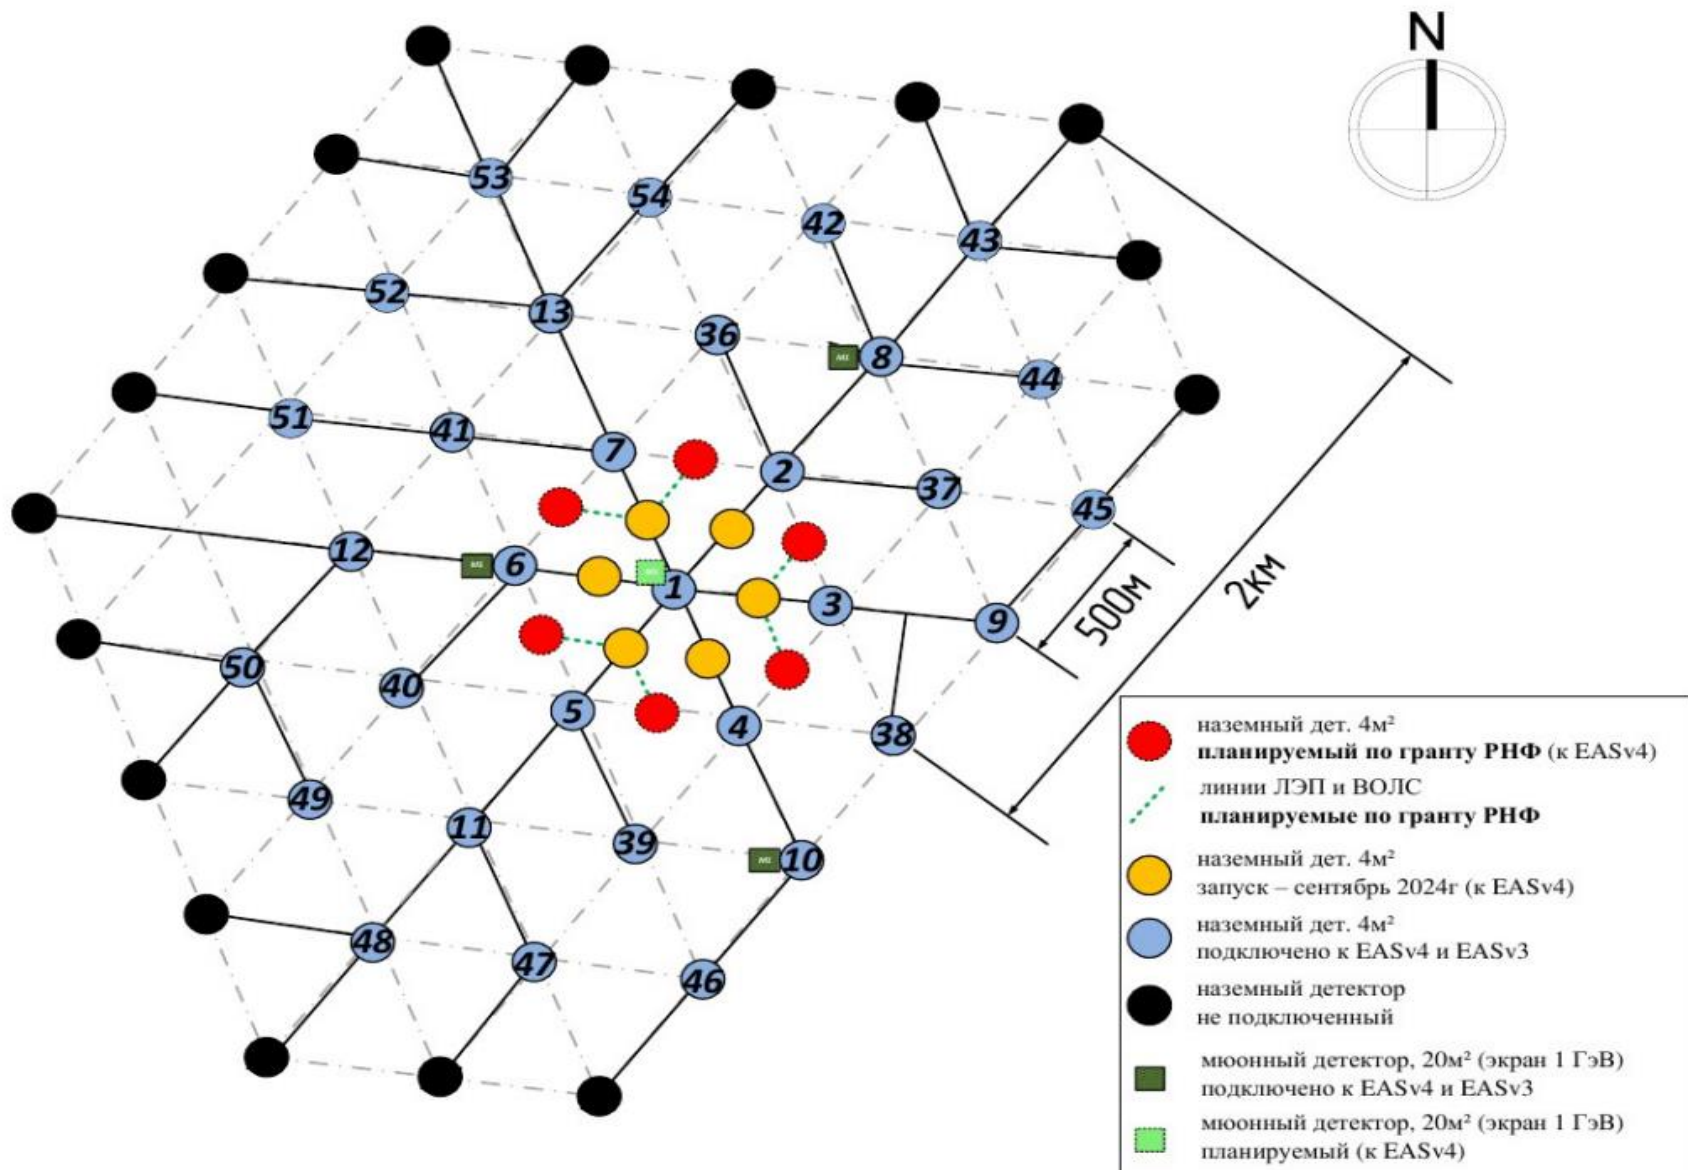 N
53
54
42
43
52
13
36
8
44
51
41
7
2
37
45
12
6
1
3
9
500м
2км
50
40
5
4
38
49
11
39
10
48
47
46
наземный дет. 4м²
планируемый по гранту РНФ (к EASv4)
линии ЛЭП и ВОЛС
планируемые по гранту РНФ
наземный дет. 4м²
запуск – сентябрь 2024г (к EASv4)
наземный дет. 4м²
подключено к EASv4 и EASv3
наземный детектор
не подключенный
мюонный детектор, 20м² (экран 1 ГэВ)
подключено к EASv4 и EASv3
мюонный детектор, 20м² (экран 1 ГэВ)
планируемый (к EASv4)